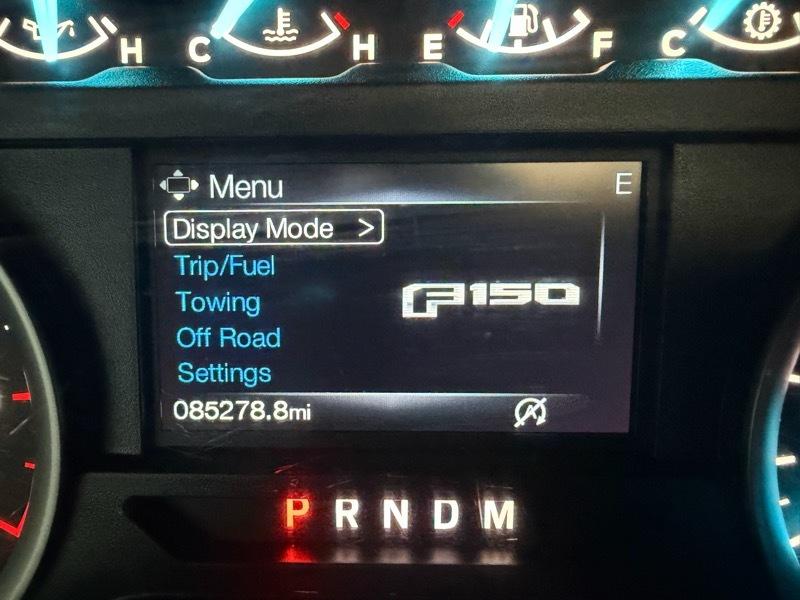 H C H E F C
Menu E
Display Mode >
Trip/Fuel
Towing
F150
Off Road
Settings
085278.8mi
P R N D M